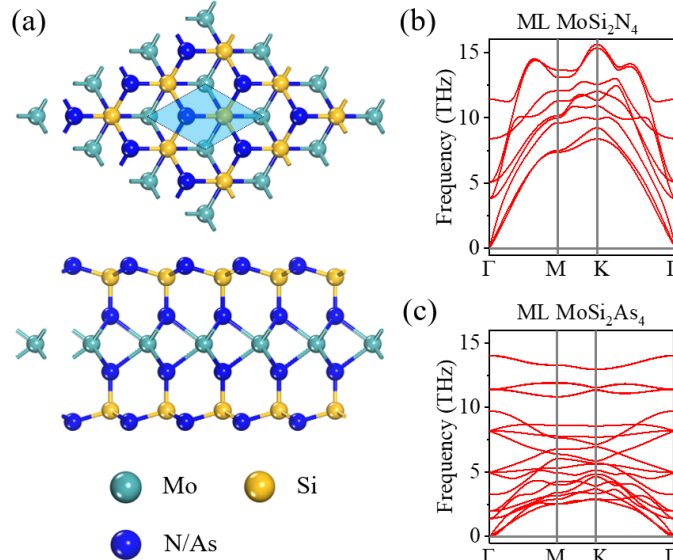 (a)
Mo
Si
N/As
(b)
ML MoSi₂N₄
Frequency (THz)
15
10
5
0
Γ M K Γ
(c)
ML MoSi₂As₄
Frequency (THz)
15
10
5
0
Γ M K Γ